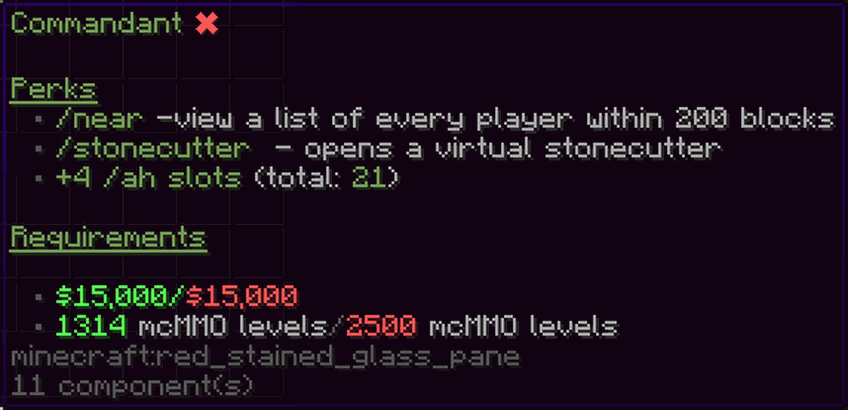 Commandant ✖
Perks
▪ /near -view a list of every player within 200 blocks
▪ /stonecutter - opens a virtual stonecutter
▪ +4 /ah slots (total: 21)
Requirements
▪ $15,000/$15,000
▪ 1314 mcMMO levels/2500 mcMMO levels
minecraft:red_stained_glass_pane
11 component(s)